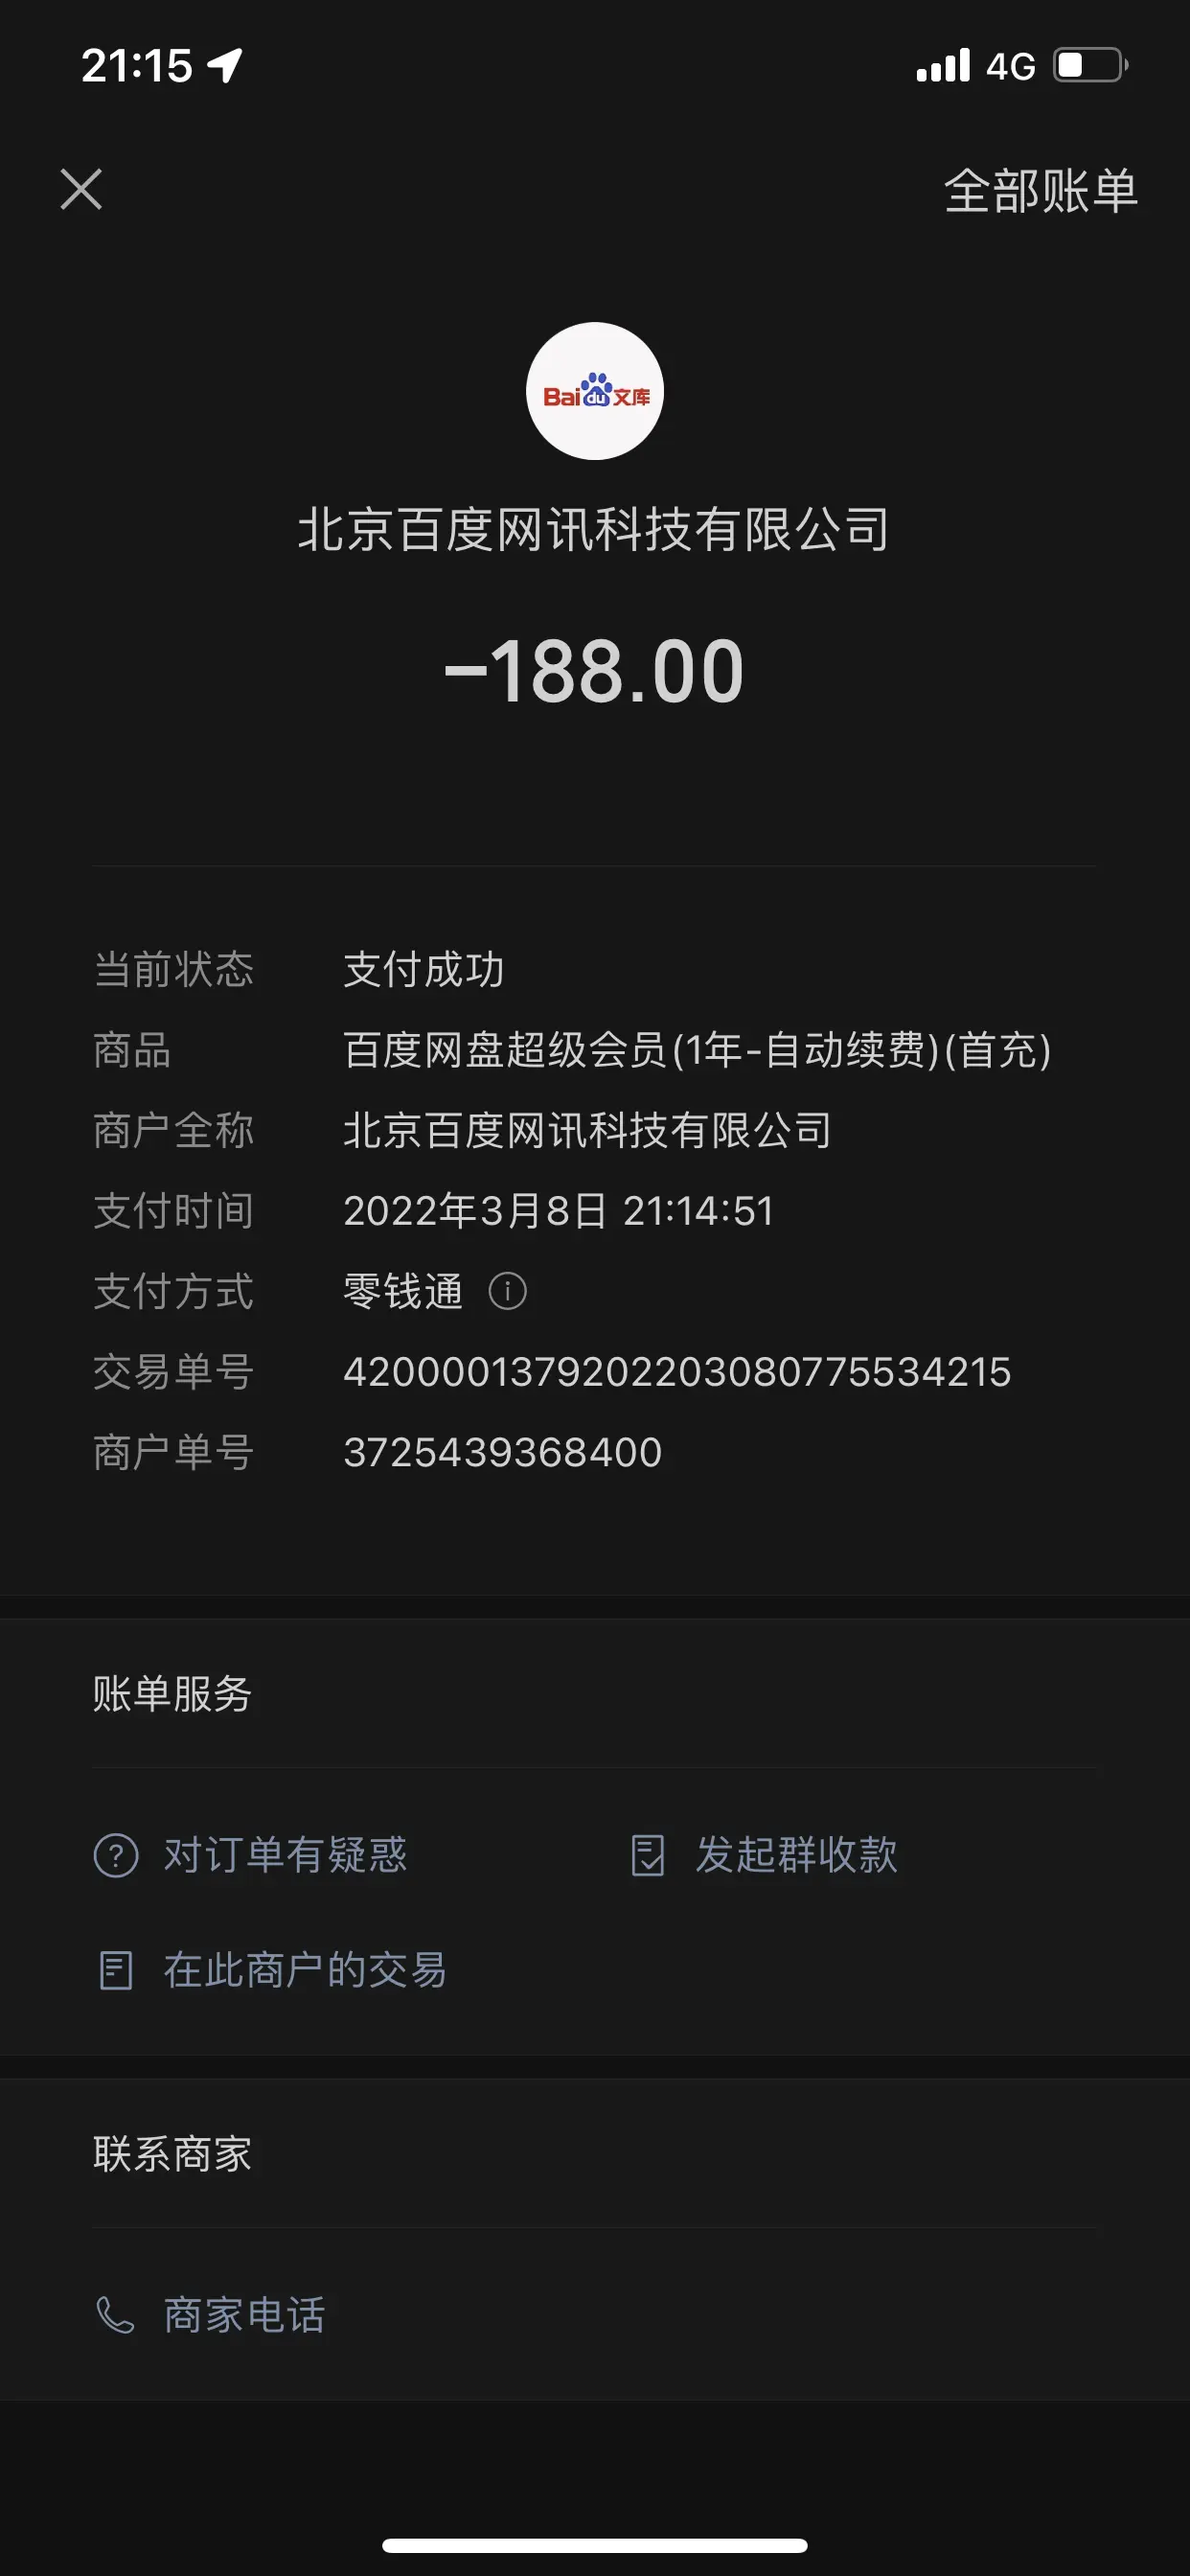 21:15 4G
全部账单
Bai du 文库
北京百度网讯科技有限公司
-188.00
当前状态 支付成功
商品 百度网盘超级会员(1年-自动续费)(首充)
商户全称 北京百度网讯科技有限公司
支付时间 2022年3月8日 21:14:51
支付方式 零钱通
交易单号 4200001379202203080775534215
商户单号 3725439368400
账单服务
对订单有疑惑 发起群收款
在此商户的交易
联系商家
商家电话